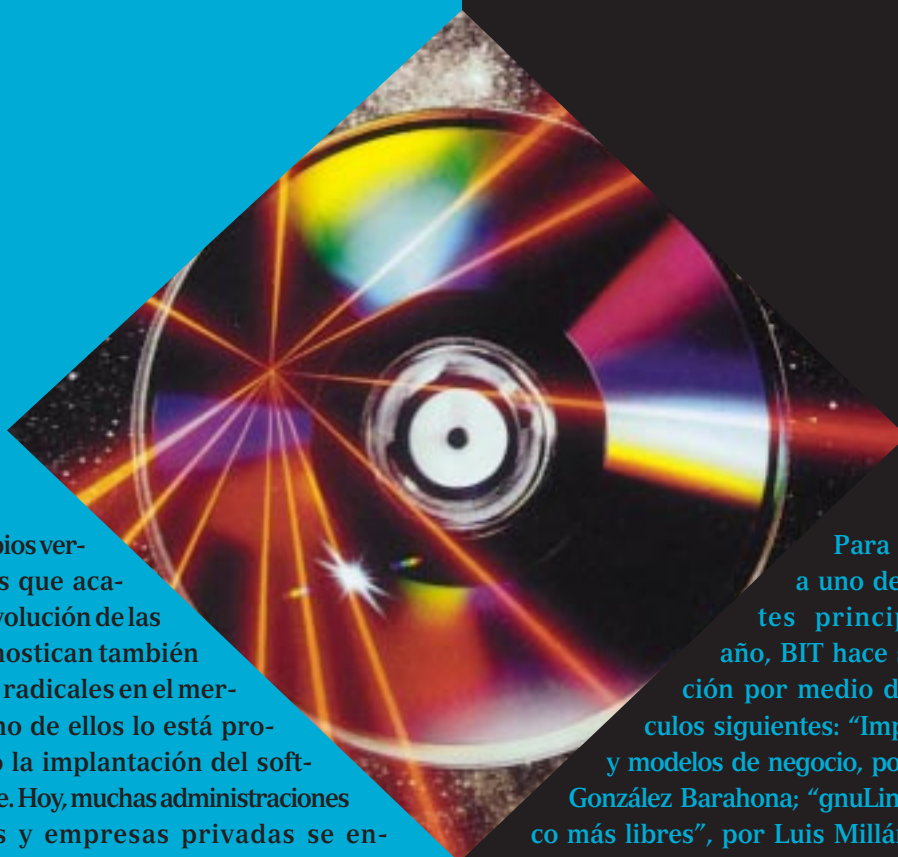 bios ver-
s que aca-
volución de las
nostican también
radicales en el mer-
no de ellos lo está pro-
o la implantación del soft-
e. Hoy, muchas administraciones
s y empresas privadas se en-
Para
a uno de
tes princip
año, BIT hace s
ción por medio d
culos siguientes: “Imp
y modelos de negocio, po
González Barahona; “gnuLin
co más libres”, por Luis Millá